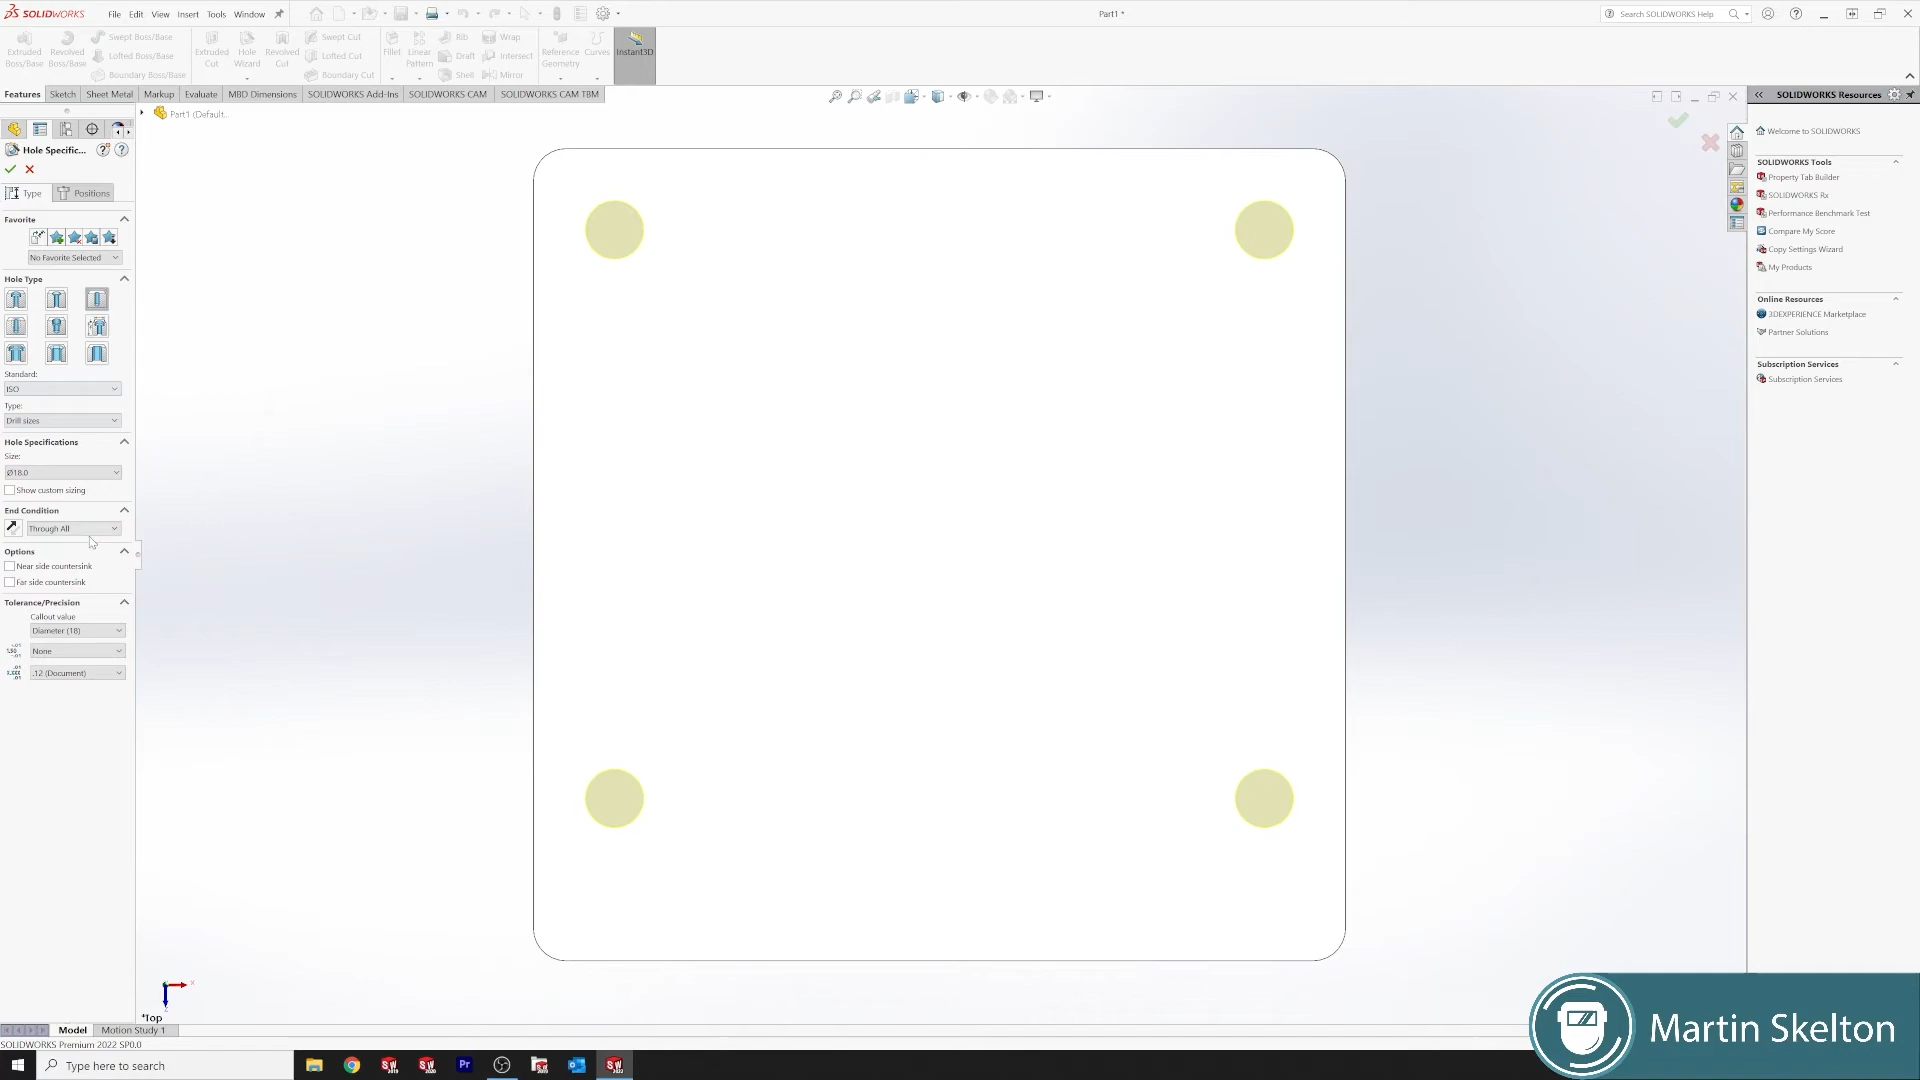 SOLIDWORKS File Edit View Insert Tools Window Part1 * Search SOLIDWORKS Help
Extruded Boss/Base
Revolved Boss/Base
Swept Boss/Base
Lofted Boss/Base
Boundary Boss/Base
Extruded Cut
Hole Wizard
Revolved Cut
Swept Cut
Lofted Cut
Boundary Cut
Fillet
Linear Pattern
Rib
Draft
Shell
Wrap
Intersect
Mirror
Reference Geometry
Curves
Instant3D
Features Sketch Sheet Metal Markup Evaluate MBD Dimensions SOLIDWORKS Add-Ins SOLIDWORKS CAM SOLIDWORKS CAM TBM
Part1 (Default...
Hole Specific...
Type Positions
Favorite
No Favorite Selected
Hole Type
Standard:
ISO
Type:
Drill sizes
Hole Specifications
Size:
Ø18.0
Show custom sizing
End Condition
Through All
Options
Near side countersink
Far side countersink
Tolerance/Precision
Callout value
Diameter (18)
None
.12 (Document)
*Top
Model Motion Study 1
SOLIDWORKS Premium 2022 SP0.0
Type here to search
SOLIDWORKS Resources
Welcome to SOLIDWORKS
SOLIDWORKS Tools
Property Tab Builder
SOLIDWORKS Rx
Performance Benchmark Test
Compare My Score
Copy Settings Wizard
My Products
Online Resources
3DEXPERIENCE Marketplace
Partner Solutions
Subscription Services
Subscription Services
Martin Skelton